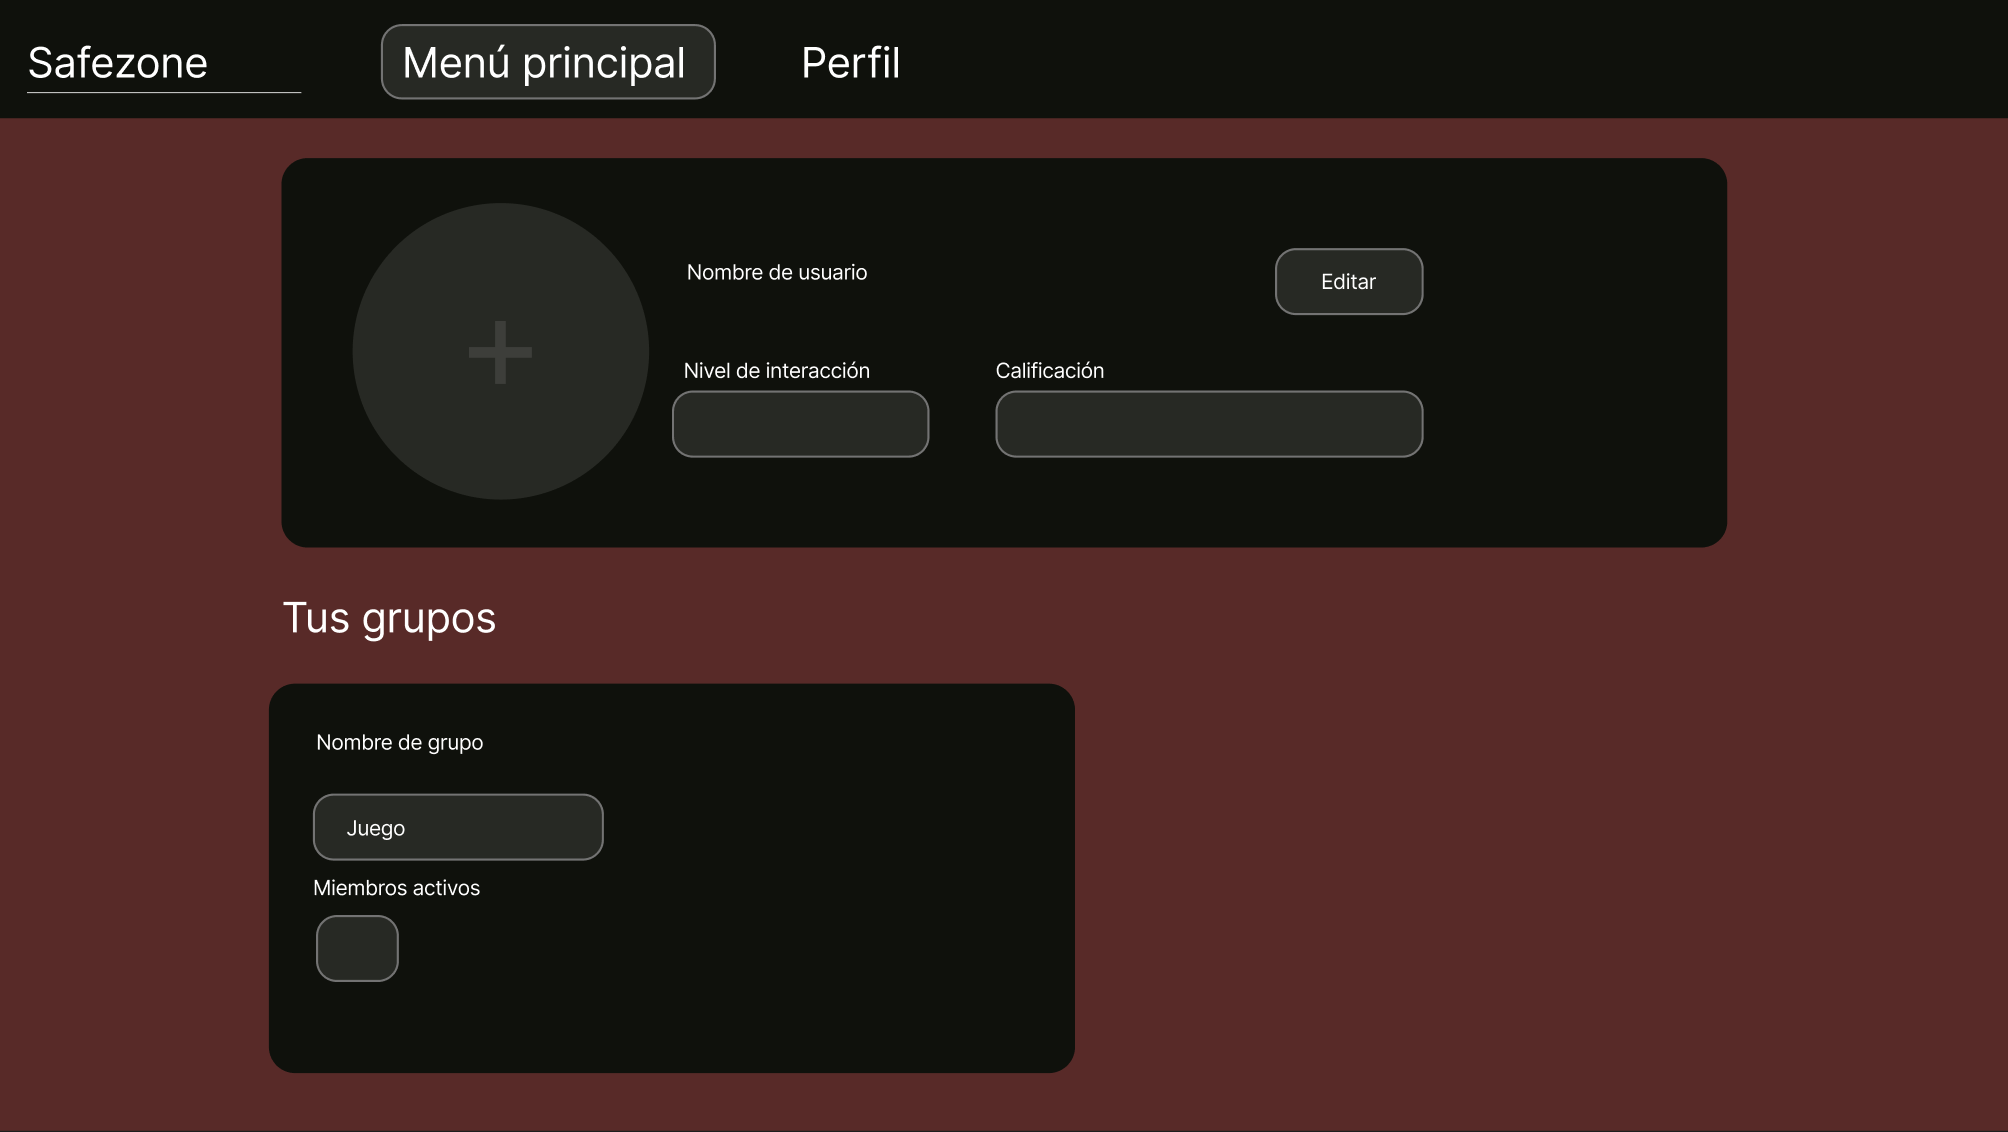 Safezone
Menú principal
Perfil
Nombre de usuario
Editar
Nivel de interacción
Calificación
Tus grupos
Nombre de grupo
Juego
Miembros activos